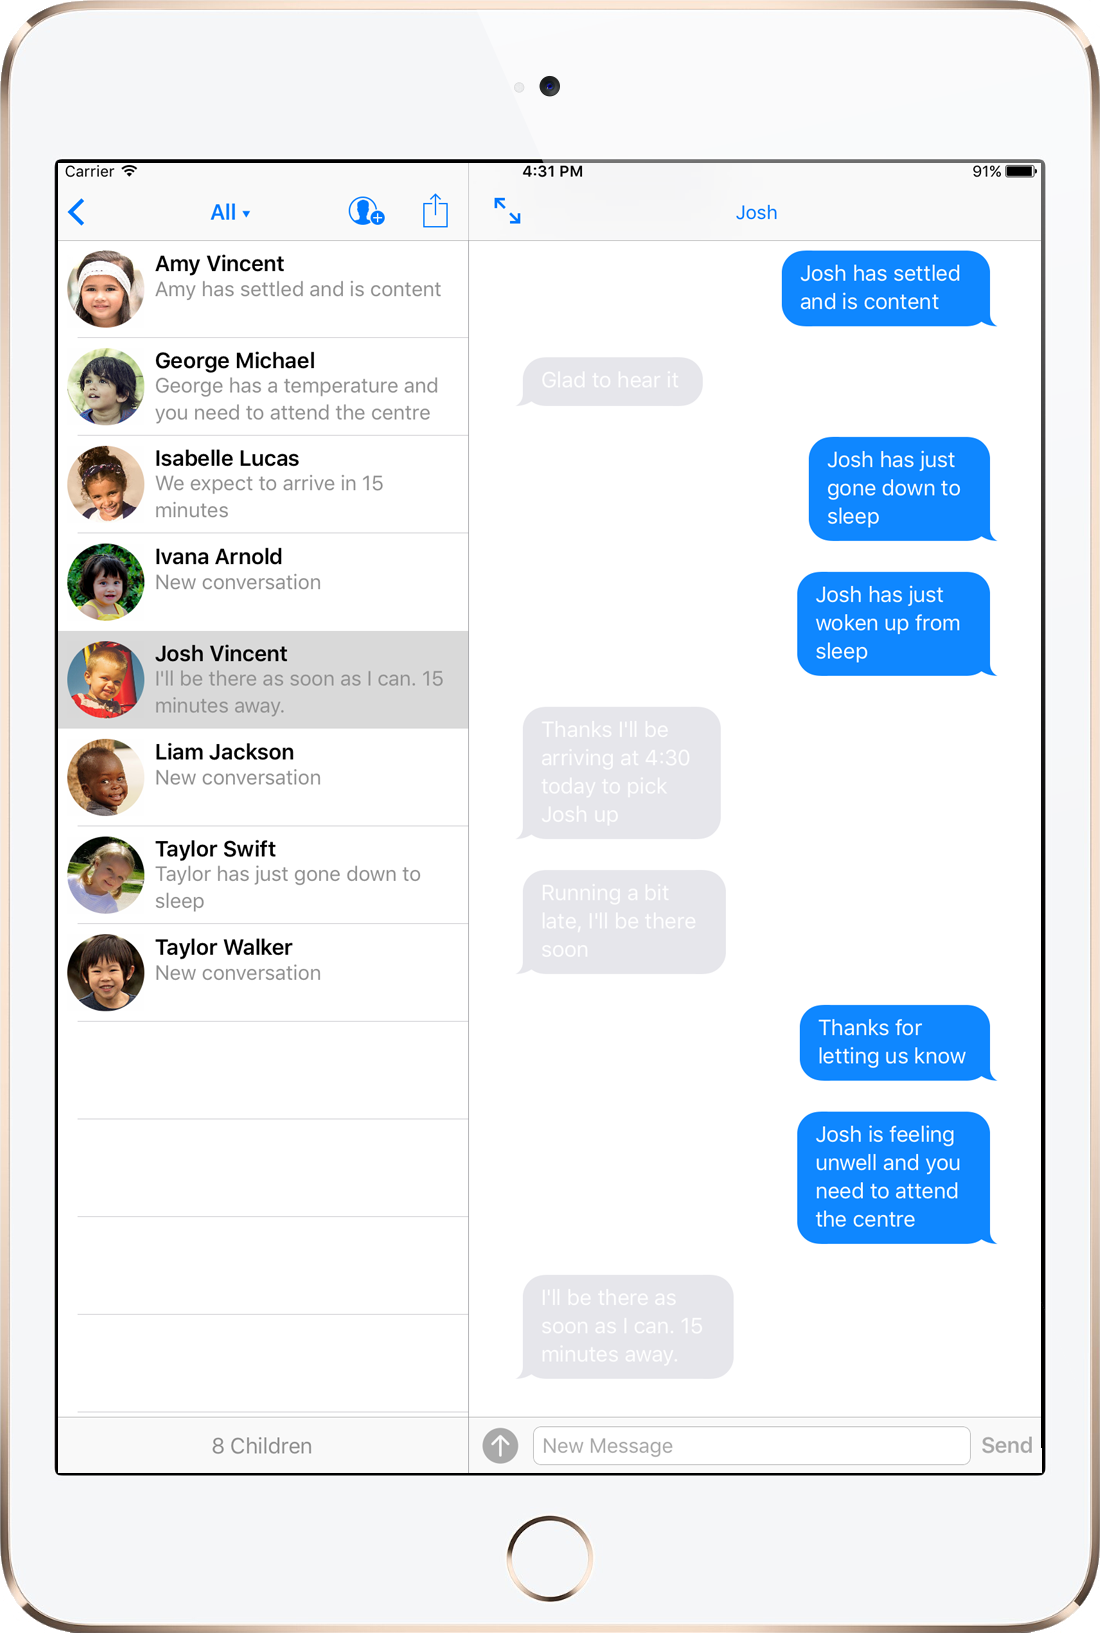 Carrier
4:31 PM
91%
All ▾
Josh
Amy Vincent
Amy has settled and is content
George Michael
George has a temperature and
you need to attend the centre
Isabelle Lucas
We expect to arrive in 15
minutes
Ivana Arnold
New conversation
Josh Vincent
I'll be there as soon as I can. 15
minutes away.
Liam Jackson
New conversation
Taylor Swift
Taylor has just gone down to
sleep
Taylor Walker
New conversation
8 Children
Josh has settled
and is content
Glad to hear it
Josh has just
gone down to
sleep
Josh has just
woken up from
sleep
Thanks I'll be
arriving at 4:30
today to pick
Josh up
Running a bit
late, I'll be there
soon
Thanks for
letting us know
Josh is feeling
unwell and you
need to attend
the centre
I'll be there as
soon as I can. 15
minutes away.
New Message
Send